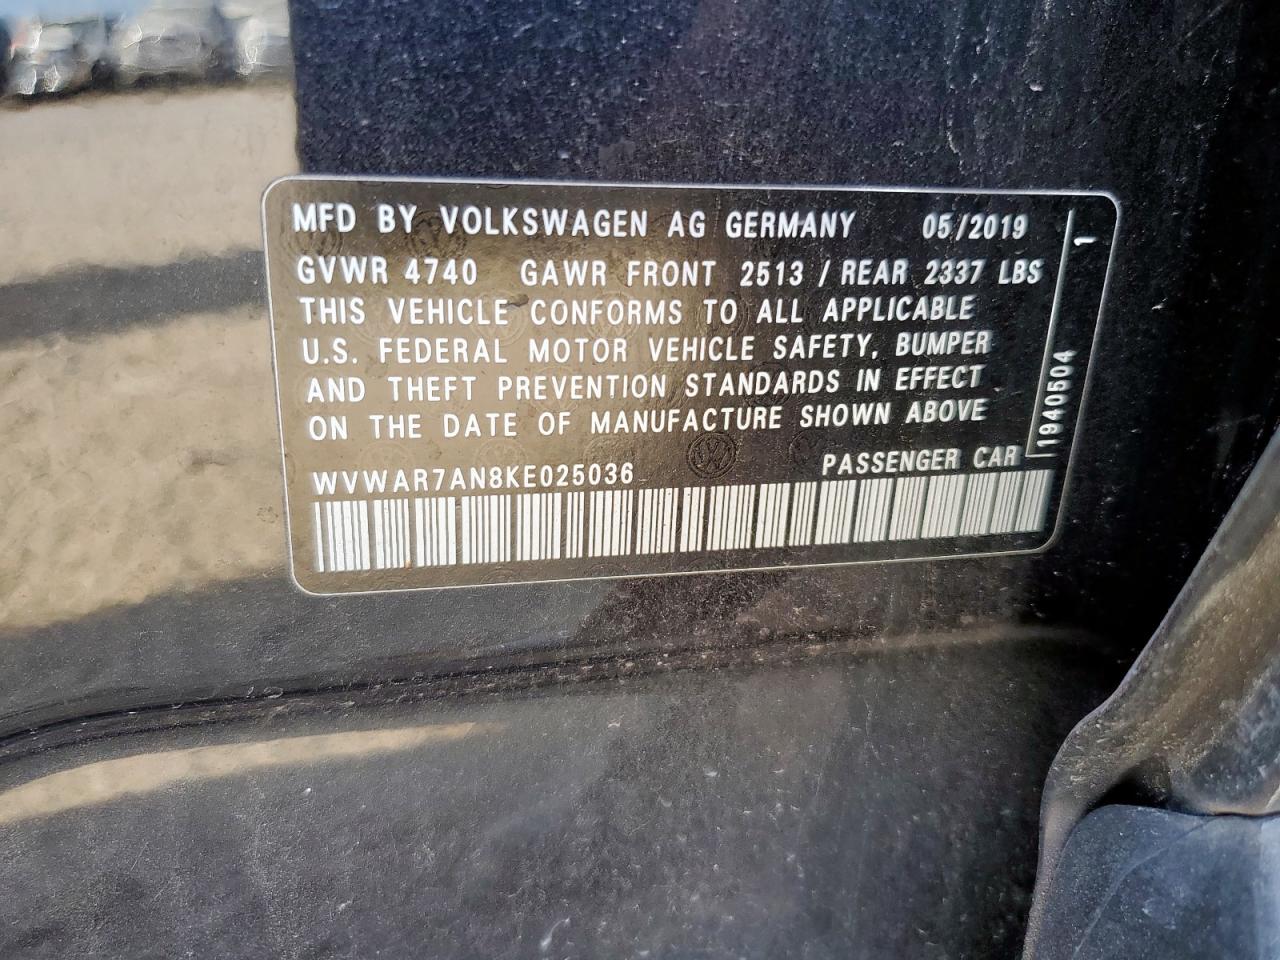 MFD BY VOLKSWAGEN AG GERMANY 05/2019
GVWR 4740 GAWR FRONT 2513 / REAR 2337 LBS
THIS VEHICLE CONFORMS TO ALL APPLICABLE
U.S. FEDERAL MOTOR VEHICLE SAFETY, BUMPER
AND THEFT PREVENTION STANDARDS IN EFFECT
ON THE DATE OF MANUFACTURE SHOWN ABOVE
WVWAR7AN8KE025036 PASSENGER CAR
1940504 1